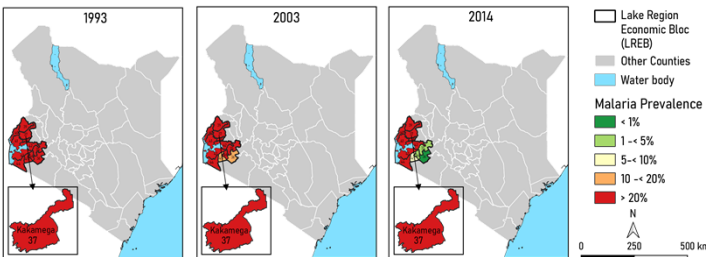 1993
2003
2014
Kakamega
37
Kakamega
37
Kakamega
37
Lake Region
Economic Bloc
(LREB)
Other Counties
Water body
Malaria Prevalence
< 1%
1 -< 5%
5-< 10%
10 -< 20%
> 20%
N
0 250 500 km